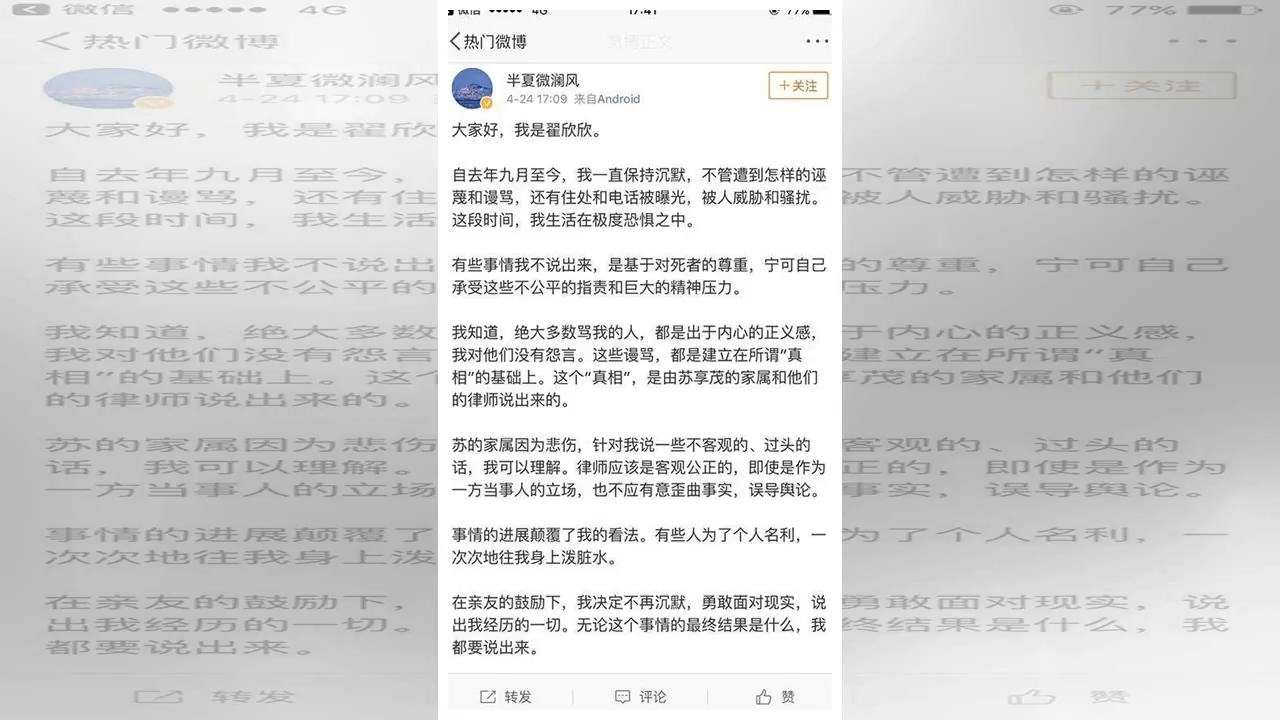 微信 ●●●●● 4G 17:41 77%
热门微博
微博正文
半夏微澜风
+关注
4-24 17:09 来自Android
大家好，我是翟欣欣。
自去年九月至今，我一直保持沉默，不管遭到怎样的诬
蔑和谩骂，还有住处和电话被曝光，被人威胁和骚扰。
这段时间，我生活在极度恐惧之中。
有些事情我不说出来，是基于对死者的尊重，宁可自己
承受这些不公平的指责和巨大的精神压力。
我知道，绝大多数骂我的人，都是出于内心的正义感，
我对他们没有怨言。这些谩骂，都是建立在所谓“真
相”的基础上。这个“真相”，是由苏享茂的家属和他们
的律师说出来的。
苏的家属因为悲伤，针对我说一些不客观的、过头的
话，我可以理解。律师应该是客观公正的，即使是作为
一方当事人的立场，也不应有意歪曲事实，误导舆论。
事情的进展颠覆了我的看法。有些人为了个人名利，一
次次地往我身上泼脏水。
在亲友的鼓励下，我决定不再沉默，勇敢面对现实，说
出我经历的一切。无论这个事情的最终结果是什么，我
都要说出来。
转发
评论
赞